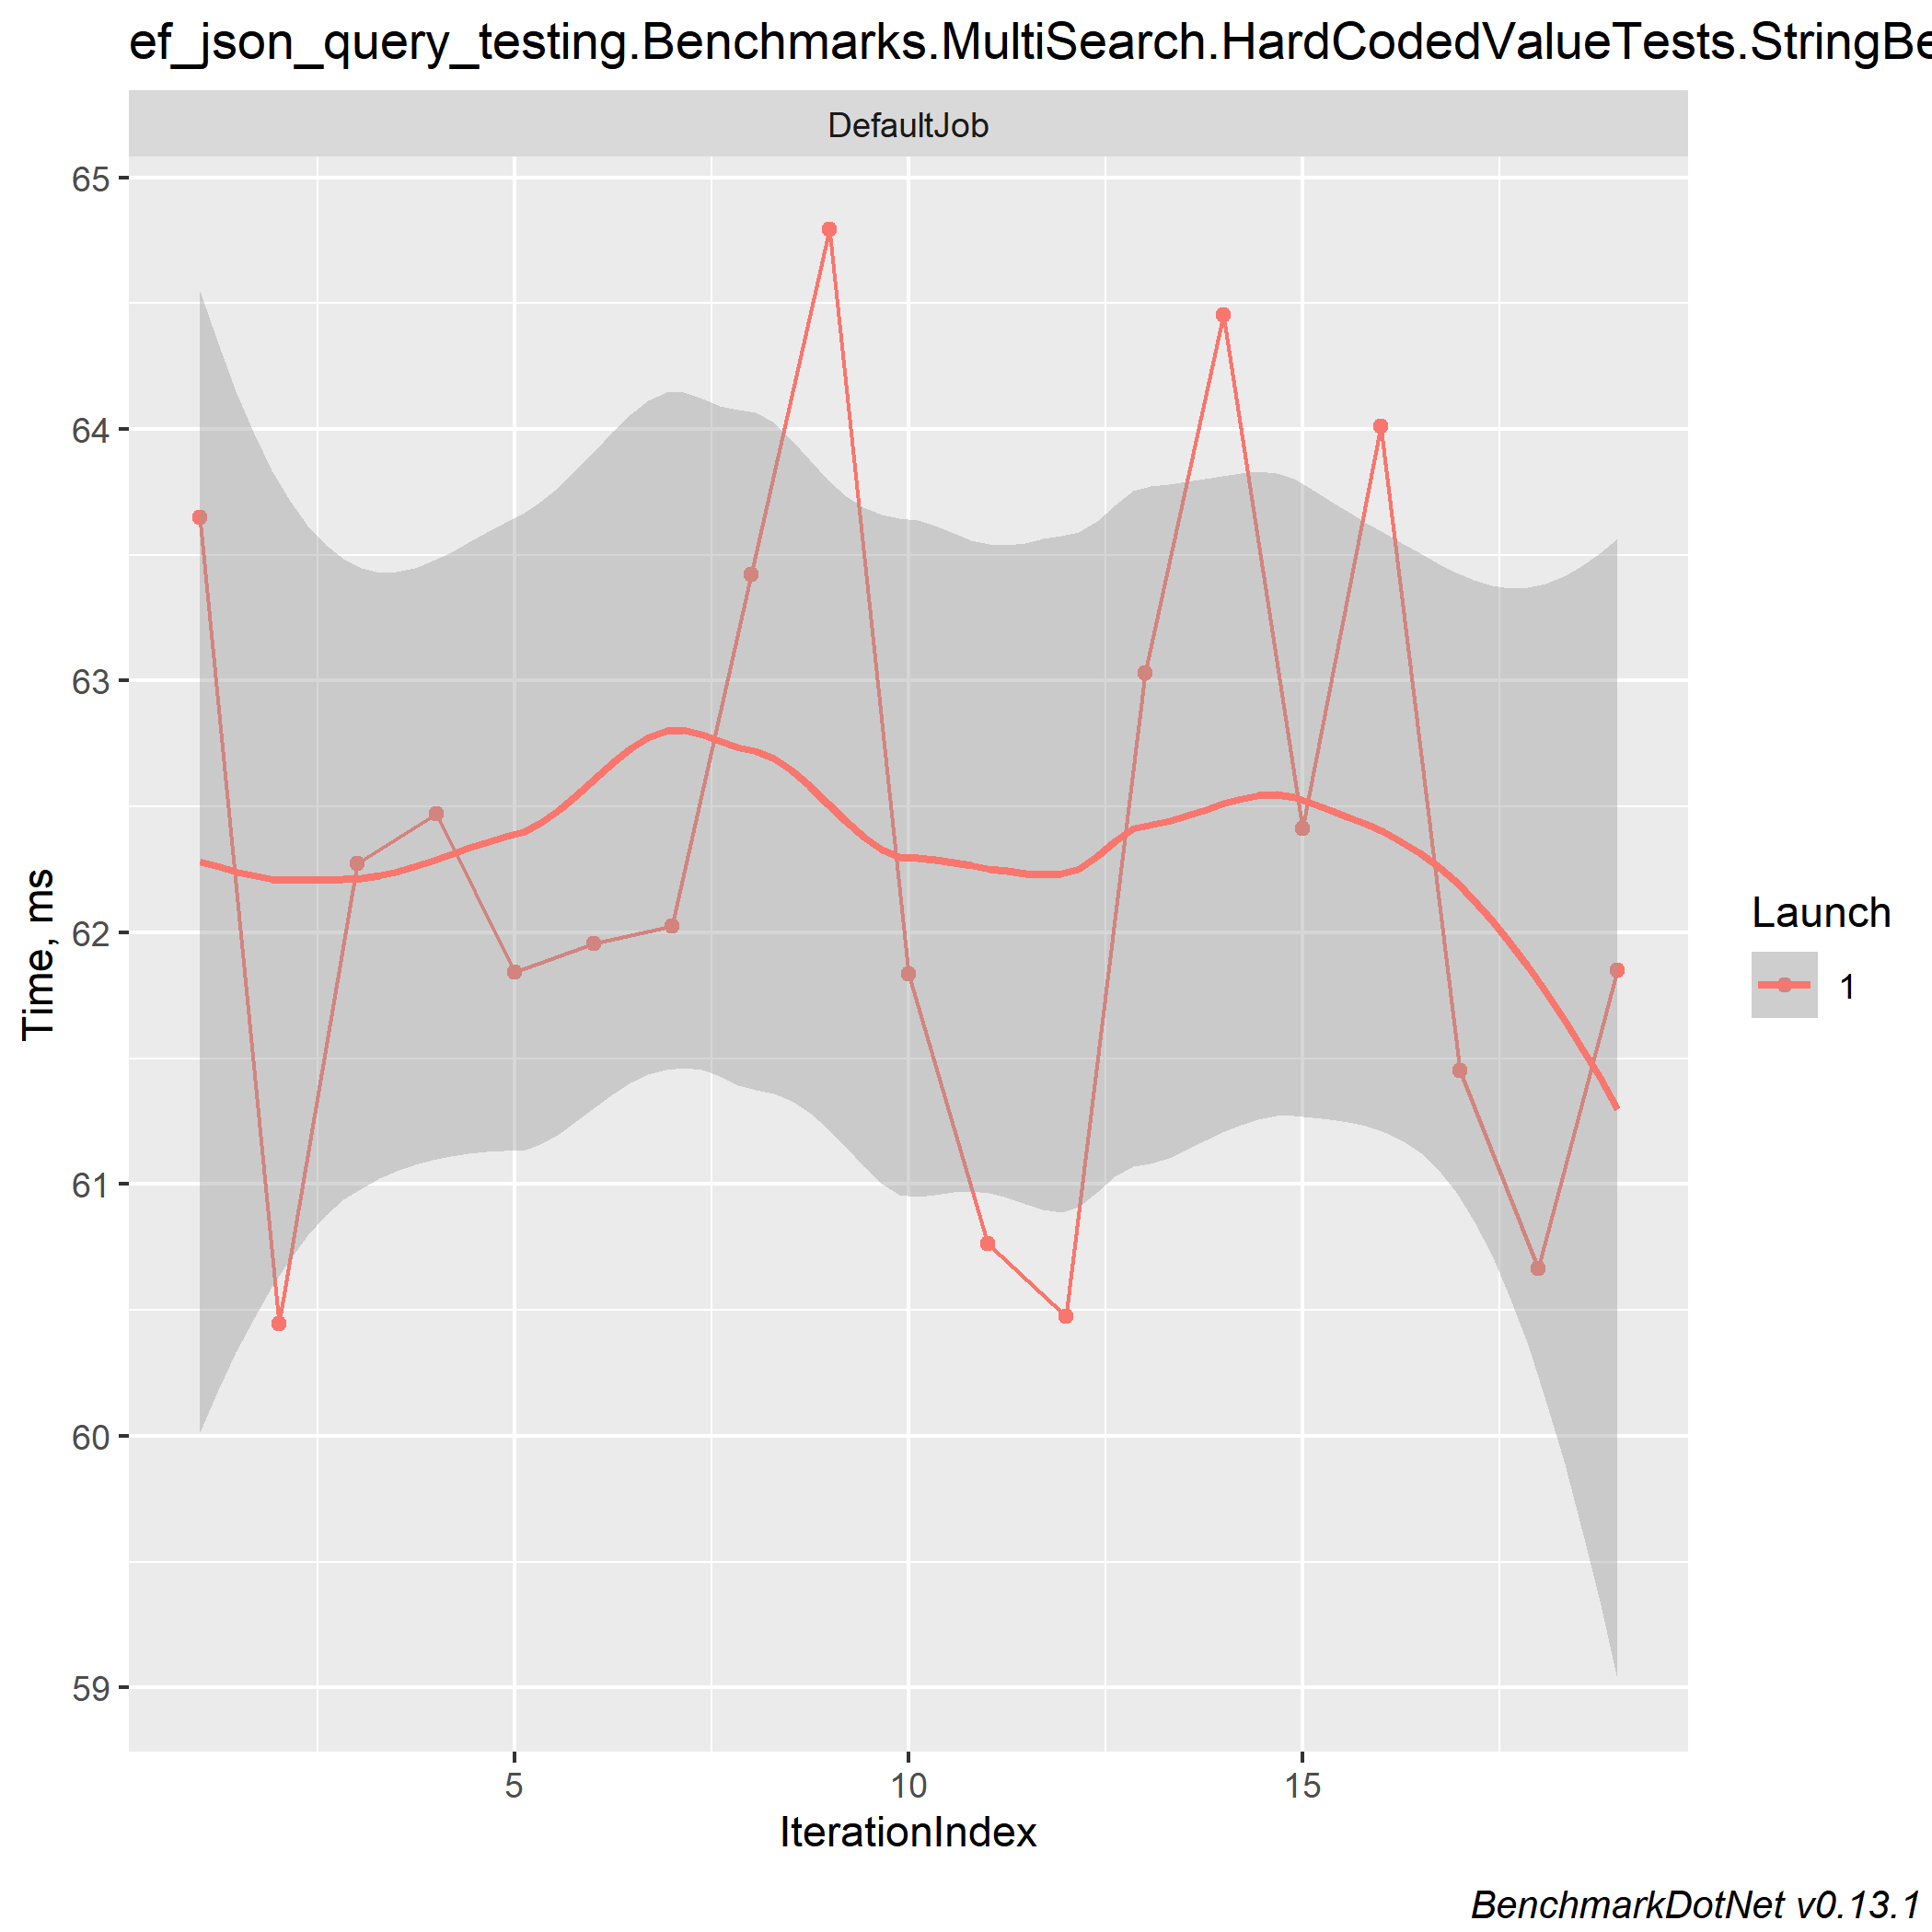 ef_json_query_testing.Benchmarks.MultiSearch.HardCodedValueTests.StringBe
DefaultJob
65
64
63
62
61
60
59
Time, ms
5
10
15
IterationIndex
Launch
1
BenchmarkDotNet v0.13.1